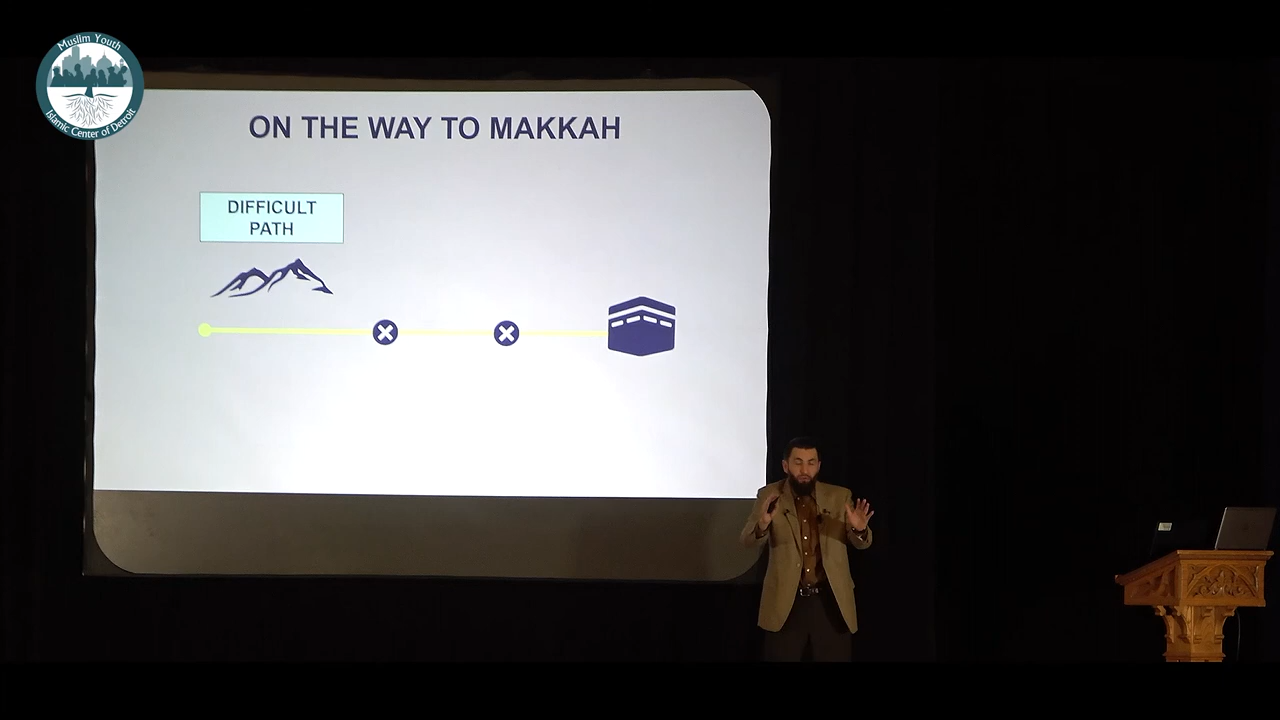 Muslim Youth
Islamic Center of Detroit
ON THE WAY TO MAKKAH
DIFFICULT
PATH